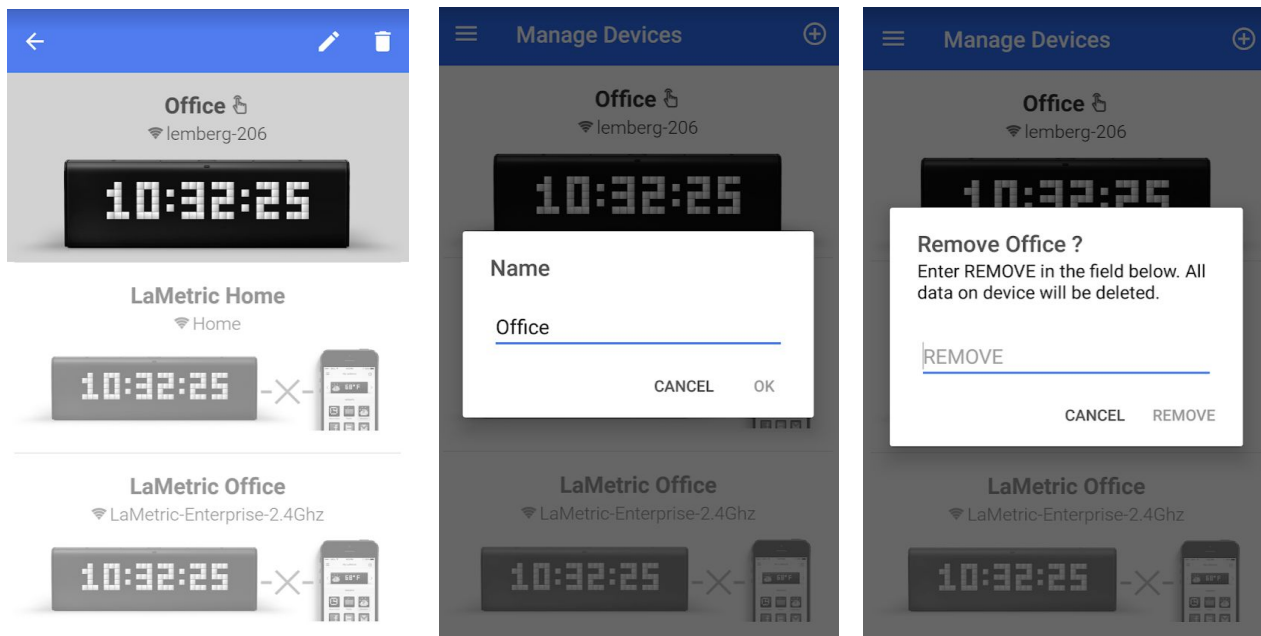 Office
lemberg-206
10:32:25
LaMetric Home
Home
10:32:25
68°F
LaMetric Office
LaMetric-Enterprise-2.4Ghz
10:32:25
68°F
Manage Devices
Office
lemberg-206
10:32:25
Name
Office
CANCEL OK
LaMetric Office
LaMetric-Enterprise-2.4Ghz
10:32:25
68°F
Manage Devices
Office
lemberg-206
10:32:25
Remove Office ?
Enter REMOVE in the field below. All
data on device will be deleted.
REMOVE
CANCEL REMOVE
LaMetric Office
LaMetric-Enterprise-2.4Ghz
10:32:25
68°F